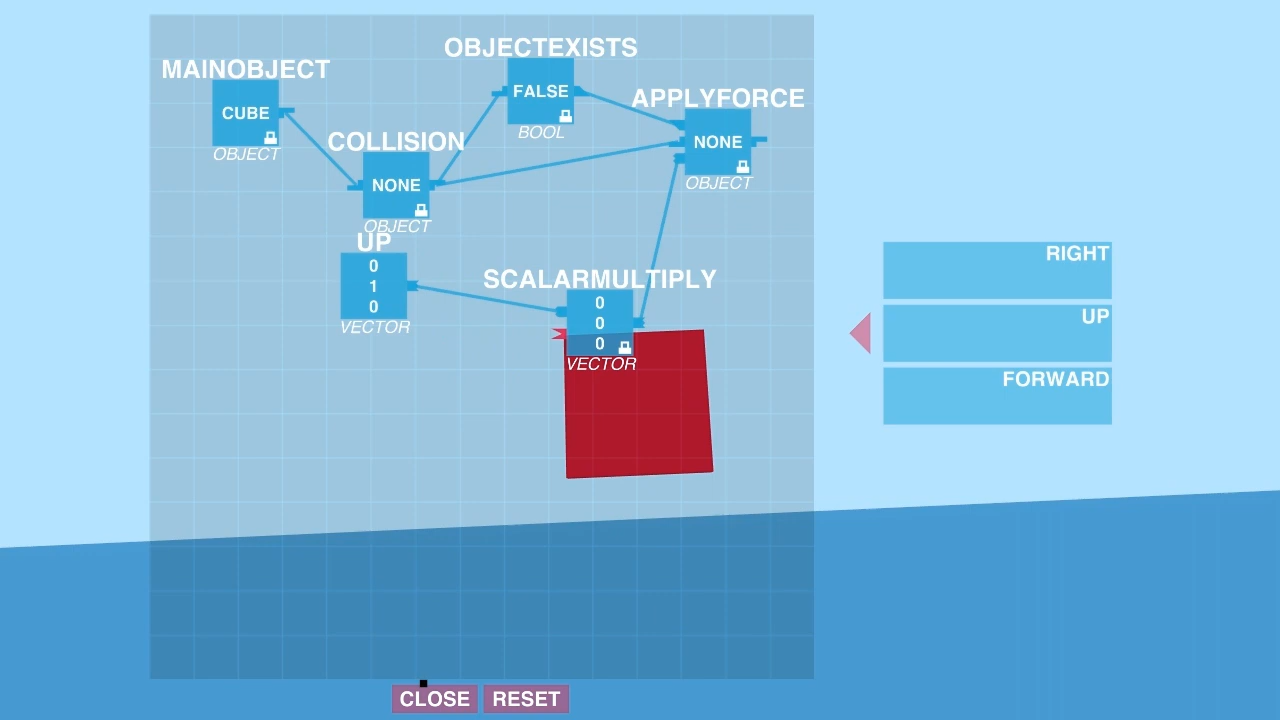 OBJECTEXISTS
FALSE
BOOL
MAINOBJECT
CUBE
OBJECT
APPLYFORCE
NONE
OBJECT
COLLISION
NONE
OBJECT
UP
0
1
0
VECTOR
SCALARMULTIPLY
0
0
0
VECTOR
RIGHT
UP
FORWARD
CLOSE
RESET